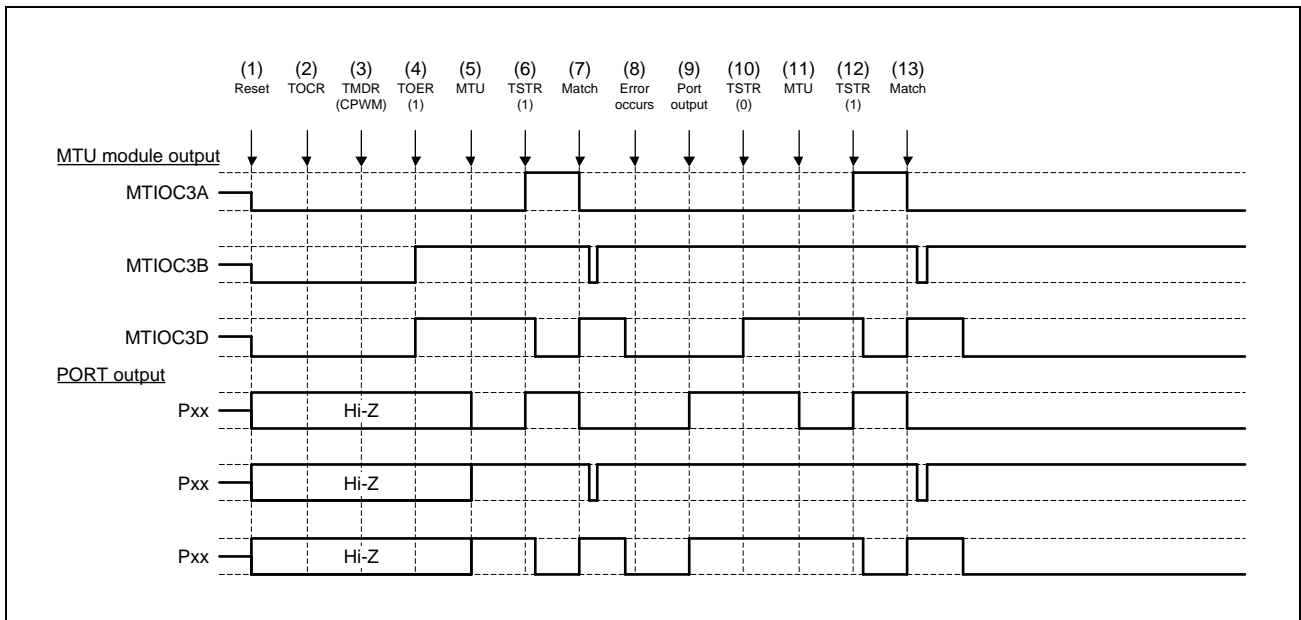 (1) (2) (3) (4) (5) (6) (7) (8) (9) (10) (11) (12) (13)
Reset TOCR TMDR TOER MTU TSTR Match Error Port TSTR MTU TSTR Match
(CPWM) (1) (1) occurs output (0) (1)
MTU module output
MTIOC3A
MTIOC3B
MTIOC3D
PORT output
Pxx Hi-Z
Pxx Hi-Z
Pxx Hi-Z